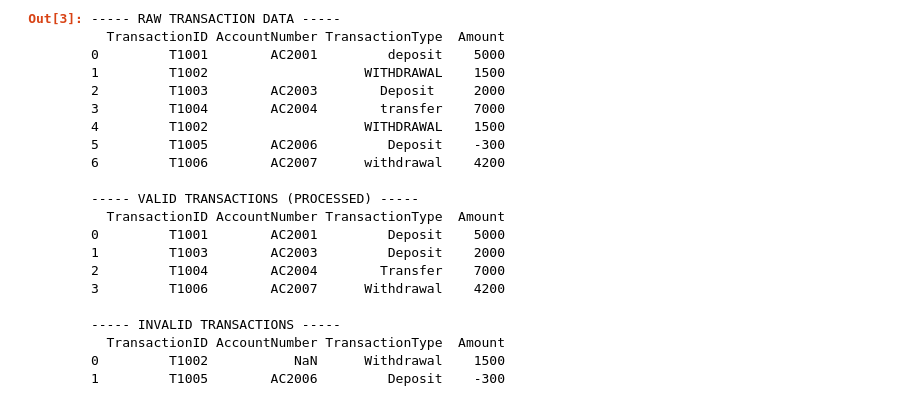 Out[3]: ----- RAW TRANSACTION DATA -----
  TransactionID AccountNumber TransactionType  Amount
0         T1001        AC2001         deposit    5000
1         T1002                    WITHDRAWAL    1500
2         T1003        AC2003        Deposit     2000
3         T1004        AC2004        transfer    7000
4         T1002                    WITHDRAWAL    1500
5         T1005        AC2006         Deposit    -300
6         T1006        AC2007      withdrawal    4200

----- VALID TRANSACTIONS (PROCESSED) -----
  TransactionID AccountNumber TransactionType  Amount
0         T1001        AC2001         Deposit    5000
1         T1003        AC2003         Deposit    2000
2         T1004        AC2004        Transfer    7000
3         T1006        AC2007      Withdrawal    4200

----- INVALID TRANSACTIONS -----
  TransactionID AccountNumber TransactionType  Amount
0         T1002           NaN      Withdrawal    1500
1         T1005        AC2006         Deposit    -300